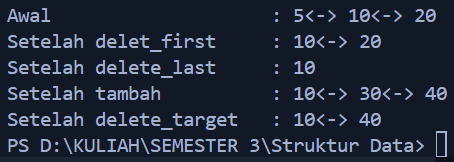 Awal : 5<-> 10<-> 20
Setelah delet_first : 10<-> 20
Setelah delete_last : 10
Setelah tambah : 10<-> 30<-> 40
Setelah delete_target : 10<-> 40
PS D:\KULIAH\SEMESTER 3\Struktur Data>